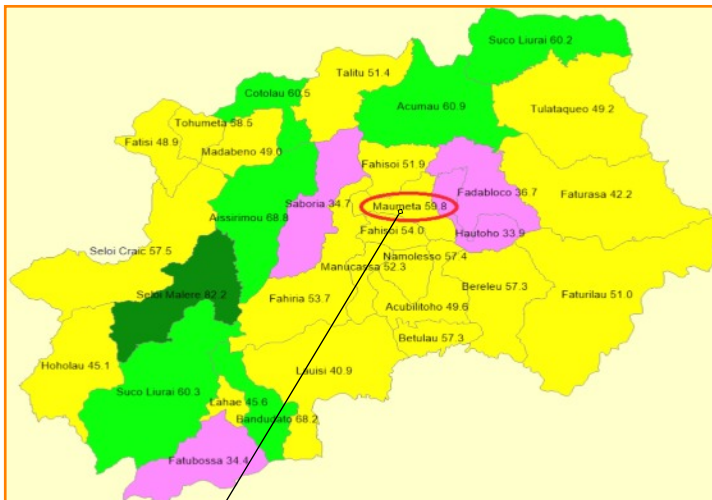 Suco Liurai 60.2
Talitu 51.4
Cotolau 60.5
Acumau 60.9
Tulataqueo 49.2
Tohumeta 58.5
Fatisi 48.9
Madabeno 49.0
Fahisoi 51.9
Fadabloco 36.7
Faturasa 42.2
Saboria 34.7
Maumeta 59.8
Aissirimou 68.8
Fahisoi 54.0
Hautoho 33.9
Seloi Craic 57.5
Namolesso 57.4
Manucassa 52.3
Bereleu 57.3
Seloi Malere 82.2
Fahiria 53.7
Acubilitoho 49.6
Faturilau 51.0
Betulau 57.3
Hoholau 45.1
Lauisi 40.9
Suco Liurai 60.3
Lahae 45.6
Bandudato 68.2
Fatubossa 34.4